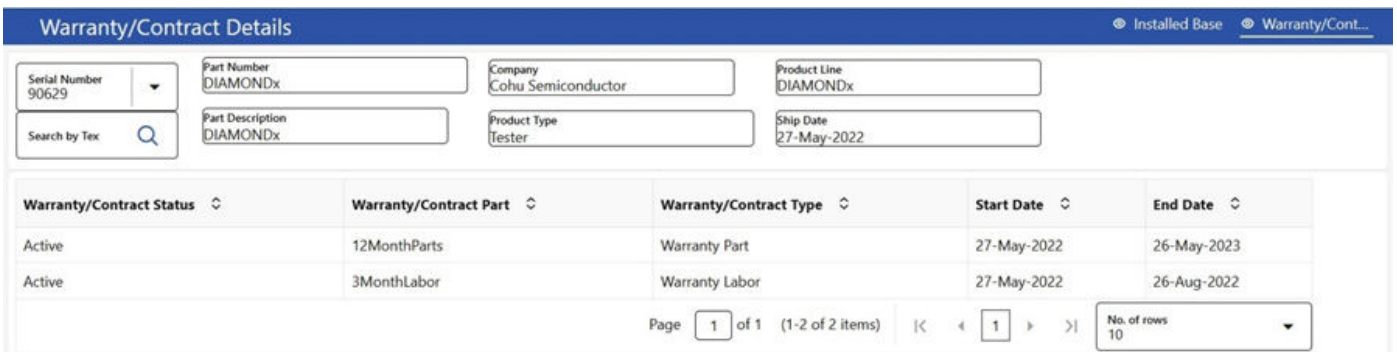 Warranty/Contract Details
Installed Base
Warranty/Cont...
Serial Number
90629
Part Number
DIAMONDx
Company
Cohu Semiconductor
Product Line
DIAMONDx
Search by Tex
Part Description
DIAMONDx
Product Type
Tester
Ship Date
27-May-2022
Warranty/Contract Status Warranty/Contract Part Warranty/Contract Type Start Date End Date
Active 12MonthParts Warranty Part 27-May-2022 26-May-2023
Active 3MonthLabor Warranty Labor 27-May-2022 26-Aug-2022
Page 1 of 1 (1-2 of 2 items) 1
No. of rows
10